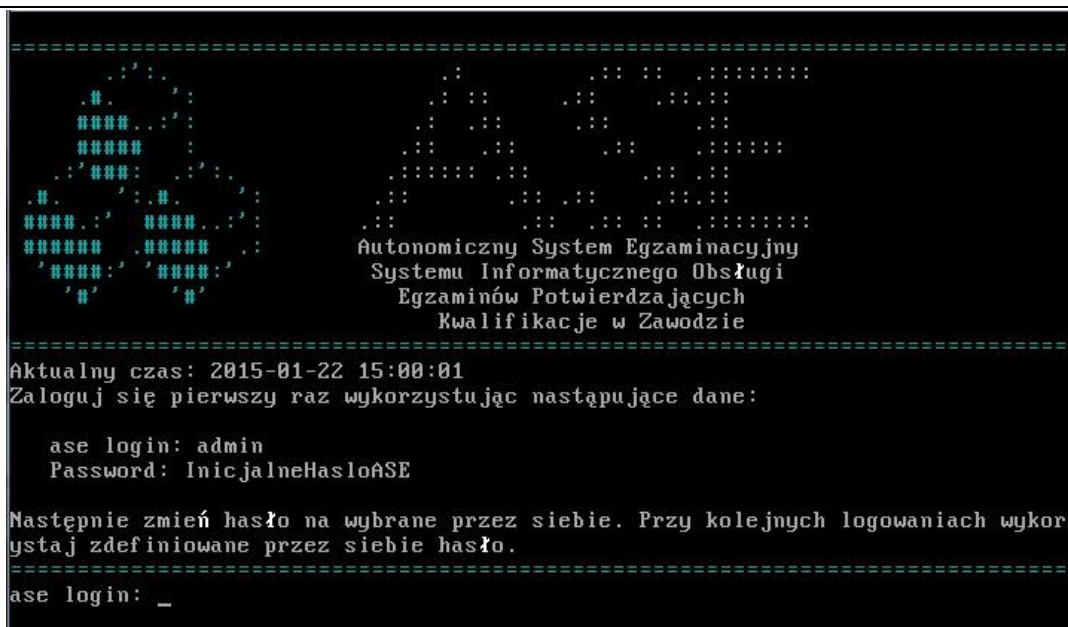 Autonomiczny System Egzaminacyjny
Systemu Informatycznego Obsługi
Egzaminów Potwierdzających
Kwalifikacje w Zawodzie
Aktualny czas: 2015-01-22 15:00:01
Zaloguj się pierwszy raz wykorzystując nastąpujące dane:
ase login: admin
Password: InicjalneHasloASE
Następnie zmień hasło na wybrane przez siebie. Przy kolejnych logowaniach wykor
ystaj zdefiniowane przez siebie hasło.
ase login: _